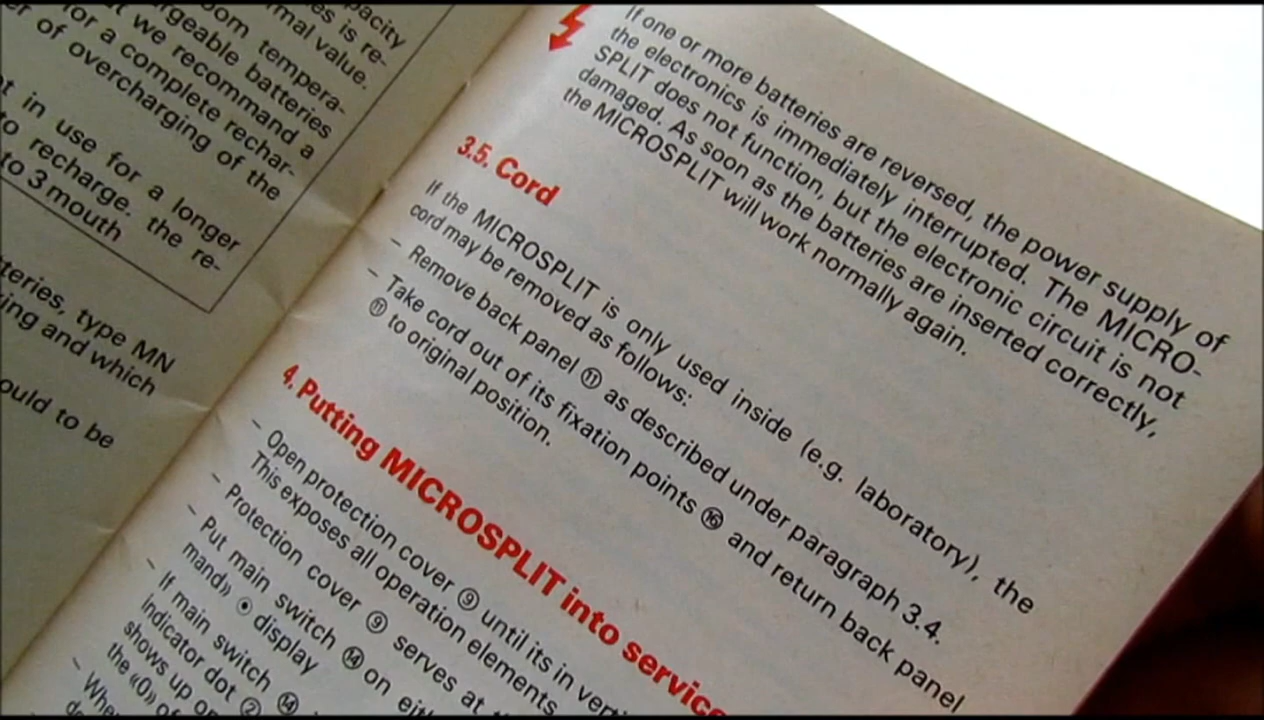 pacity
es is re-
rmal value.
oom tempera-
rgeable batteries
t we recommand a
for a complete rechar-
er of overcharging of the
t in use for a longer
to recharge. the re-
to 3 mouth
teries, type MN
ing and which
ould to be
If one or more batteries are reversed, the power supply of
the electronics is immediately interrupted. The MICRO-
SPLIT does not function, but the electronic circuit is not
damaged. As soon as the batteries are inserted correctly,
the MICROSPLIT will work normally again.
3.5. Cord
If the MICROSPLIT is only used inside (e.g. laboratory), the
cord may be removed as follows:
– Remove back panel ⑪ as described under paragraph 3.4.
– Take cord out of its fixation points ⑯ and return back panel
⑪ to original position.
4. Putting MICROSPLIT into service
– Open protection cover ⑨ until its in verti
This exposes all operation elements.
– Protection cover ⑨ serves at th
– Put main switch ⑭ on eith
mand» ⦿ display
– If main switch ⑭
indicator dot ②
shows up on
the «0» of
– When